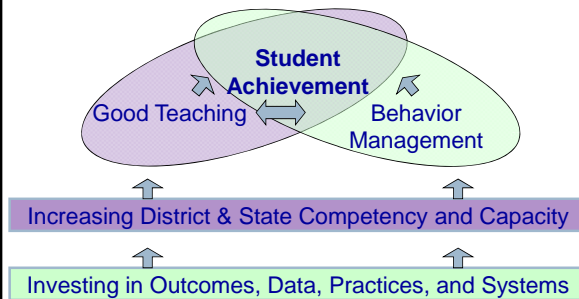 Student
Achievement
Good Teaching
Behavior
Management
Increasing District & State Competency and Capacity
Investing in Outcomes, Data, Practices, and Systems